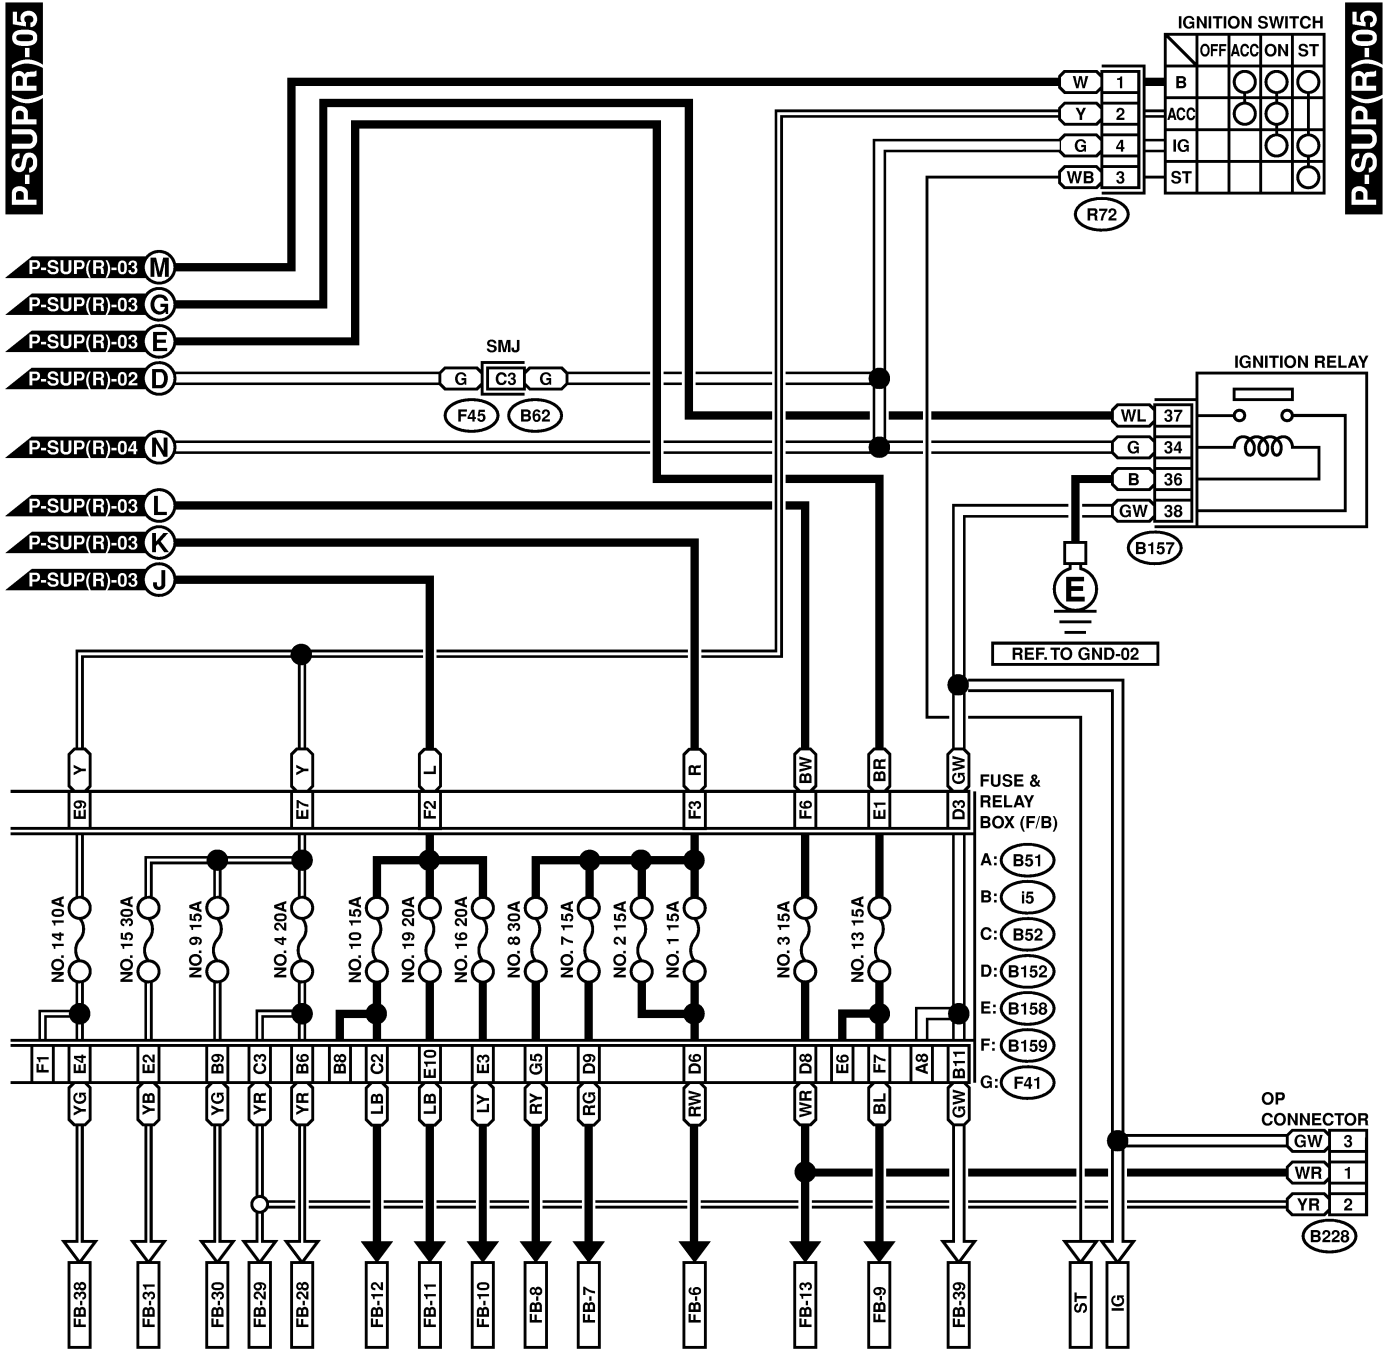 P-SUP(R)-05
P-SUP(R)-05
IGNITION SWITCH
OFF ACC ON ST
W 1 B
Y 2 ACC
G 4 IG
WB 3 ST
R72
P-SUP(R)-03 M
P-SUP(R)-03 G
P-SUP(R)-03 E
P-SUP(R)-02 D
SMJ
G C3 G
F45 B62
IGNITION RELAY
WL 37
P-SUP(R)-04 N
G 34
B 36
GW 38
B157
P-SUP(R)-03 L
P-SUP(R)-03 K
P-SUP(R)-03 J
E
REF. TO GND-02
Y Y L R BW BR GW
E9 E7 F2 F3 F6 E1 D3
FUSE &
RELAY
BOX (F/B)
A: B51
B: i5
C: B52
D: B152
E: B158
F: B159
G: F41
NO. 14 10A
NO. 15 30A
NO. 9 15A
NO. 4 20A
NO. 10 15A
NO. 19 20A
NO. 16 20A
NO. 8 30A
NO. 7 15A
NO. 2 15A
NO. 1 15A
NO. 3 15A
NO. 13 15A
F1 E4 E2 B9 C3 B6 B8 C2 E10 E3 G5 D9 D6 D8 E6 F7 A8 B11
YG YB YG YR YR LB LB LY RY RG RW WR BL GW
OP
CONNECTOR
GW 3
WR 1
YR 2
B228
FB-38
FB-31
FB-30
FB-29
FB-28
FB-12
FB-11
FB-10
FB-8
FB-7
FB-6
FB-13
FB-9
FB-39
ST
IG